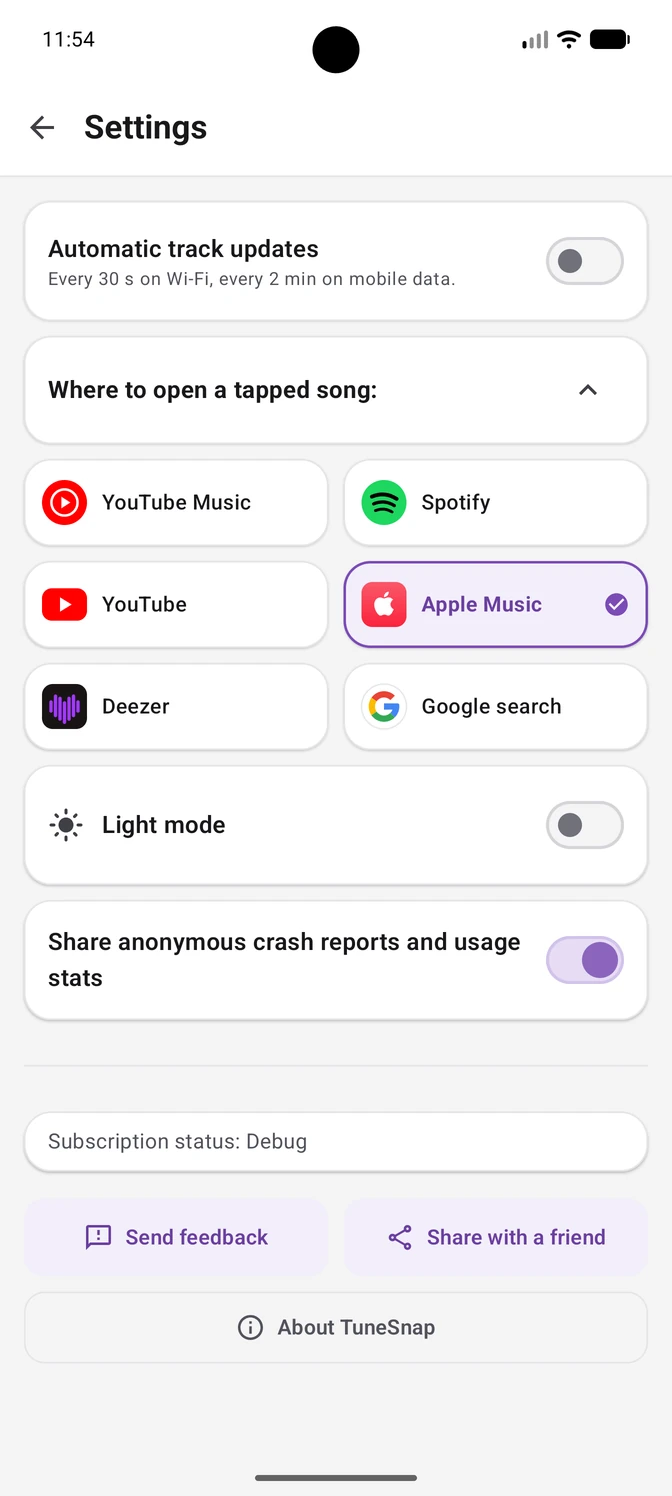 11:54
Settings
Automatic track updates
Every 30 s on Wi-Fi, every 2 min on mobile data.
Where to open a tapped song:
YouTube Music
Spotify
YouTube
Apple Music
Deezer
Google search
Light mode
Share anonymous crash reports and usage
stats
Subscription status: Debug
Send feedback
Share with a friend
About TuneSnap